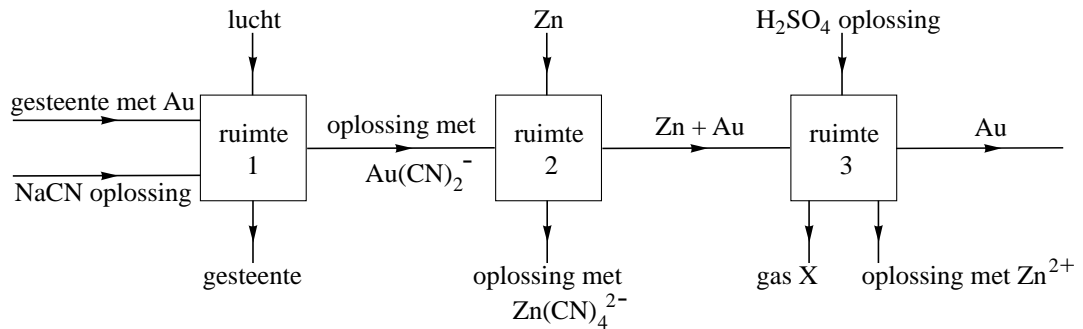 lucht
Zn
H₂SO₄ oplossing
gesteente met Au
ruimte
1
oplossing met
Au(CN)₂⁻
ruimte
2
Zn + Au
ruimte
3
Au
NaCN oplossing
gesteente
oplossing met
Zn(CN)₄²⁻
gas X
oplossing met Zn²⁺